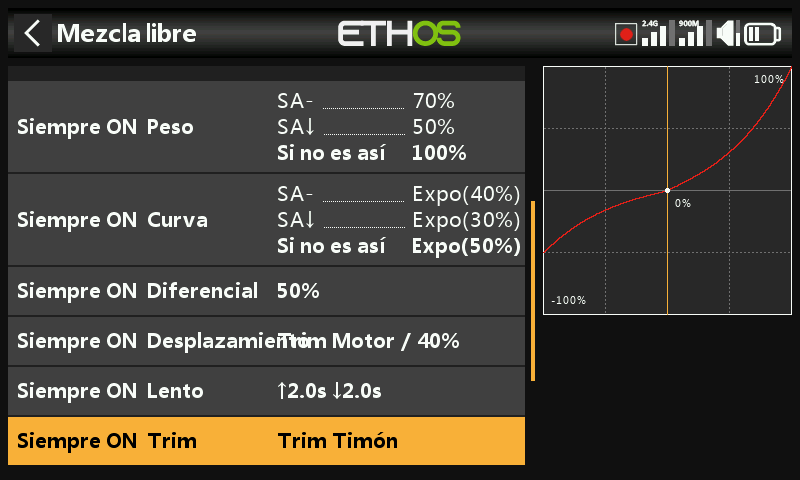 Mezcla libre
ETHOS
2.4G 900M
SA- 70%
Siempre ON Peso SA↓ 50%
Si no es así 100%
SA- Expo(40%)
Siempre ON Curva SA↓ Expo(30%)
Si no es así Expo(50%)
Siempre ON Diferencial 50%
Siempre ON Desplazamiento Trim Motor / 40%
Siempre ON Lento ↑2.0s ↓2.0s
Siempre ON Trim Trim Timón
100%
0%
-100%